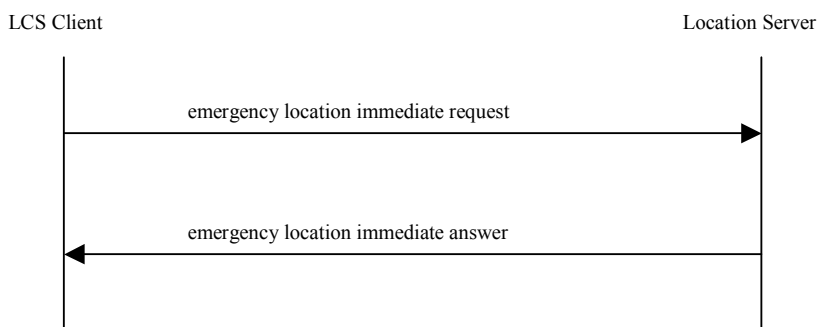 LCS Client
Location Server
emergency location immediate request
emergency location immediate answer